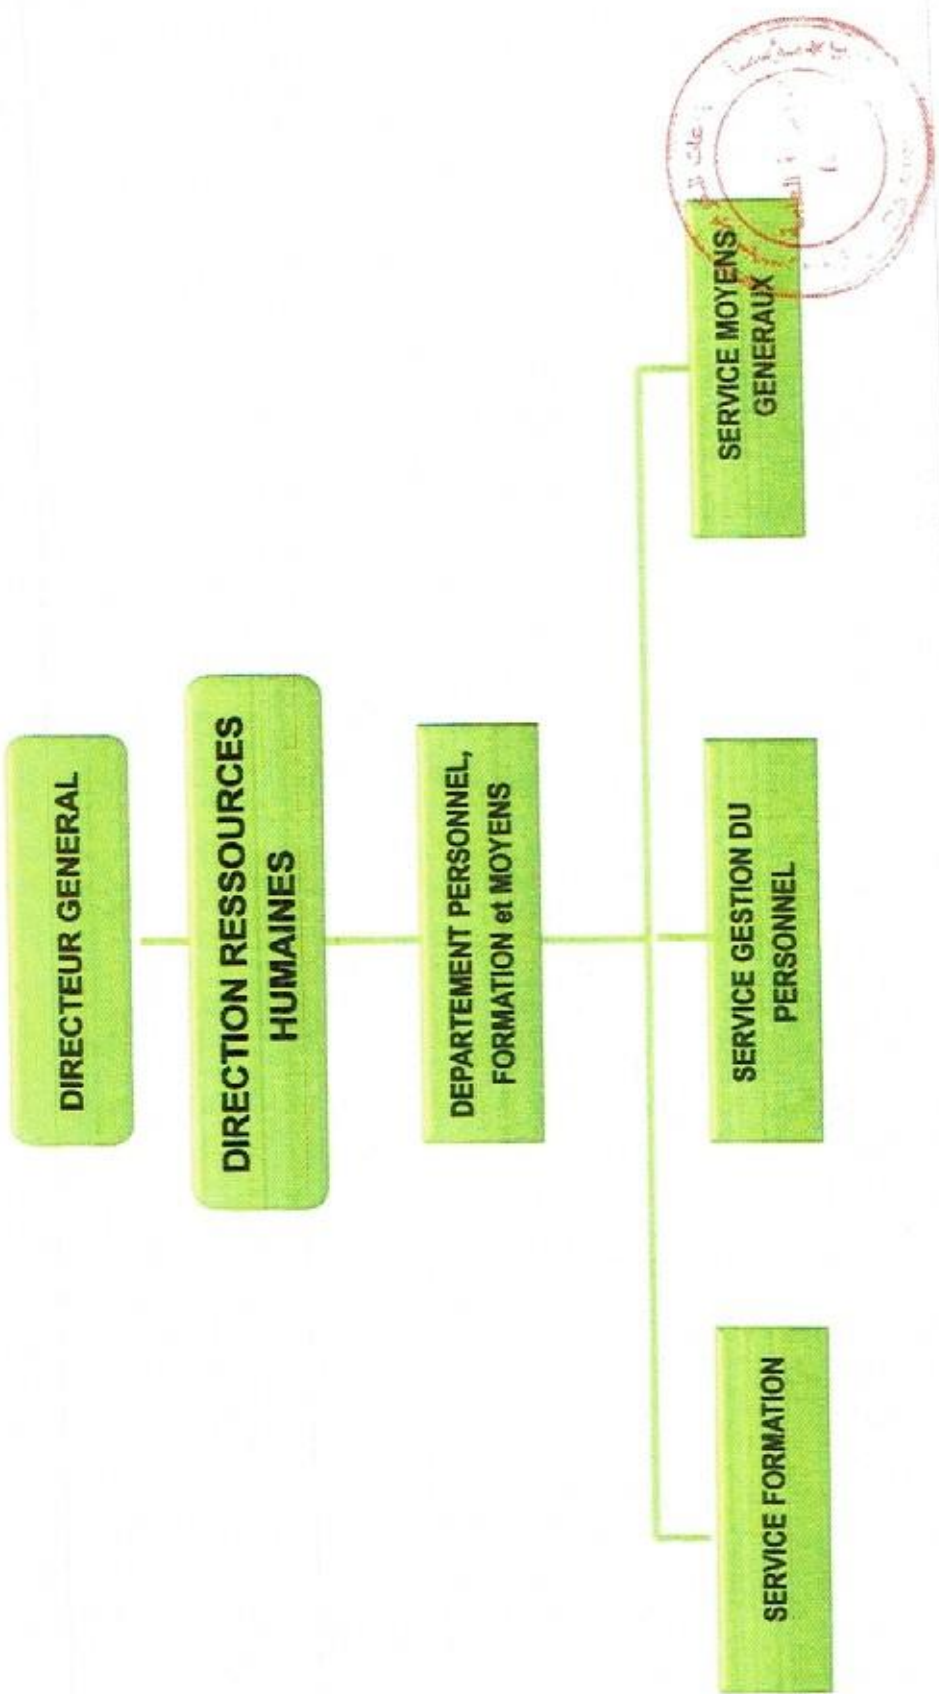 DIRECTEUR GENERAL
DIRECTION RESSOURCES
HUMAINES
DEPARTEMENT PERSONNEL,
FORMATION et MOYENS
SERVICE FORMATION
SERVICE GESTION DU
PERSONNEL
SERVICE MOYENS
GENERAUX